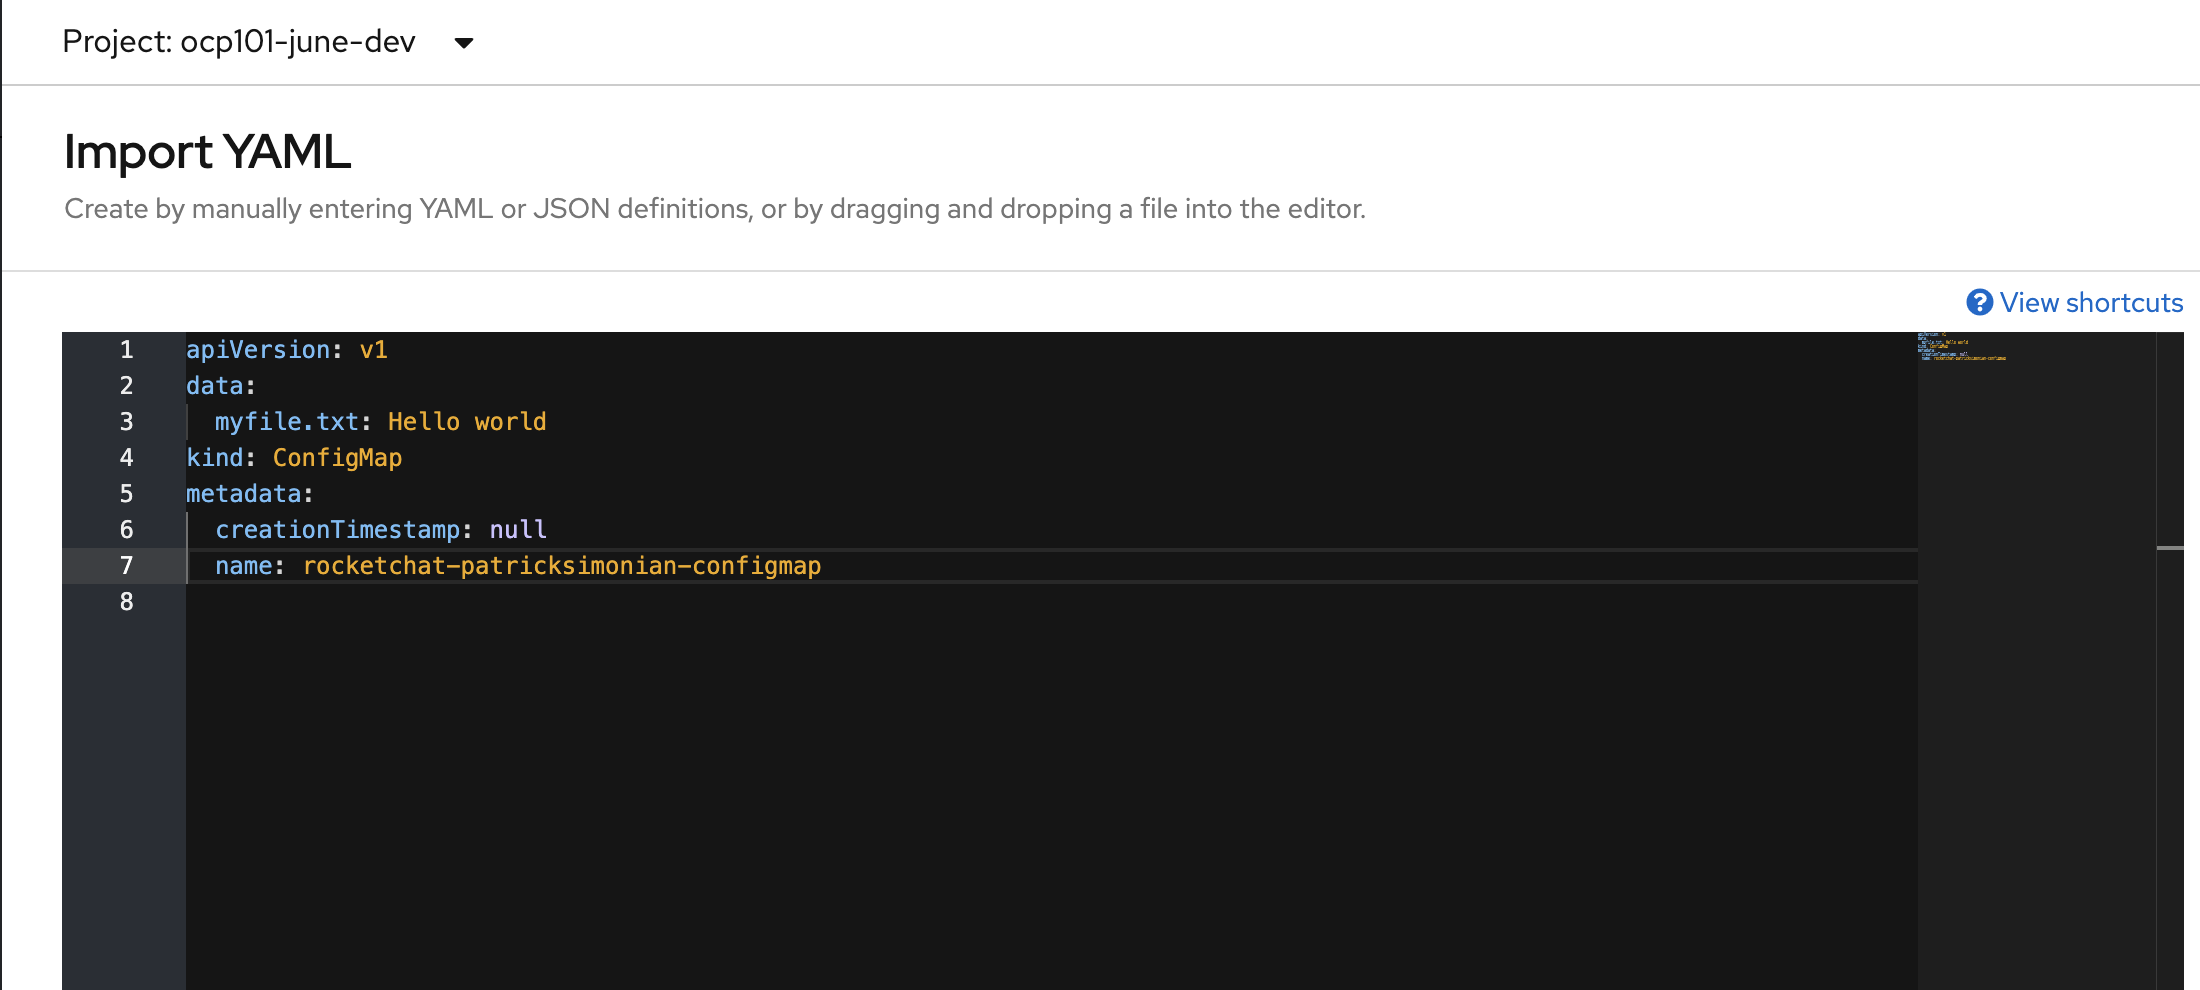 Project: ocp101-june-dev
Import YAML
Create by manually entering YAML or JSON definitions, or by dragging and dropping a file into the editor.
View shortcuts
1 apiVersion: v1
2 data:
3   myfile.txt: Hello world
4 kind: ConfigMap
5 metadata:
6   creationTimestamp: null
7   name: rocketchat-patricksimonian-configmap
8